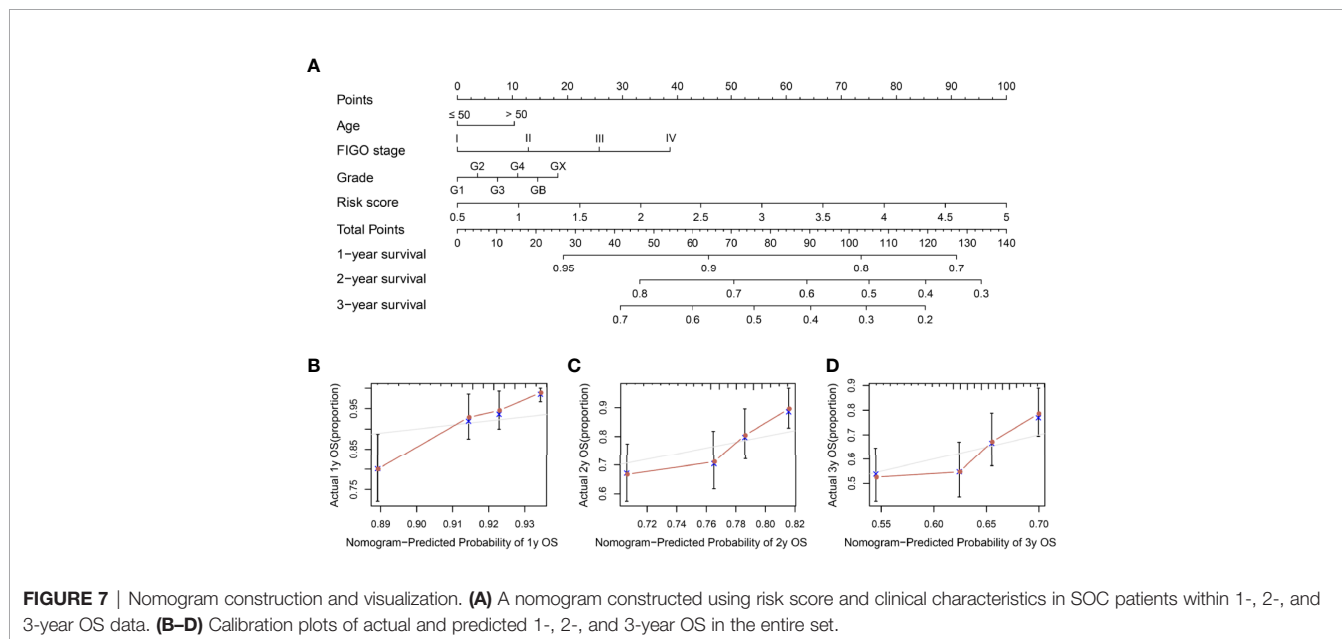 A
0 10 20 30 40 50 60 70 80 90 100
Points
≤ 50 > 50
Age
I II III IV
FIGO stage
G2 G4 GX
Grade
G1 G3 GB
Risk score
0.5 1 1.5 2 2.5 3 3.5 4 4.5 5
Total Points
0 10 20 30 40 50 60 70 80 90 100 110 120 130 140
1−year survival
0.95 0.9 0.8 0.7
2−year survival
0.8 0.7 0.6 0.5 0.4 0.3
3−year survival
0.7 0.6 0.5 0.4 0.3 0.2
B
Actual 1y OS(proportion)
0.75 0.85 0.95
0.89 0.90 0.91 0.92 0.93
Nomogram−Predicted Probability of 1y OS
C
Actual 2y OS(proportion)
0.6 0.7 0.8 0.9
0.72 0.74 0.76 0.78 0.80 0.82
Nomogram−Predicted Probability of 2y OS
D
Actual 3y OS(proportion)
0.5 0.6 0.7 0.8 0.9
0.55 0.60 0.65 0.70
Nomogram−Predicted Probability of 3y OS
FIGURE 7 | Nomogram construction and visualization. (A) A nomogram constructed using risk score and clinical characteristics in SOC patients within 1-, 2-, and
3-year OS data. (B–D) Calibration plots of actual and predicted 1-, 2-, and 3-year OS in the entire set.